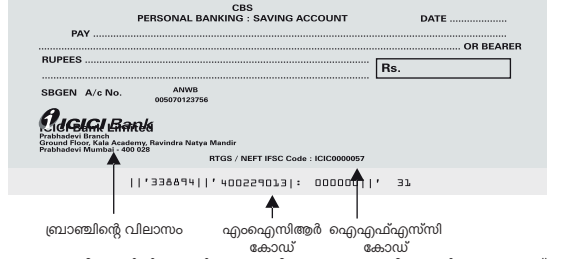 CBS
PERSONAL BANKING : SAVING ACCOUNT DATE ...................
PAY ...............................................................
............................................................... OR BEARER
RUPEES ...............................................................
............................................................... Rs.
SBGEN A/c No. ANWB
005070123756
ICICI Bank
ICICI Bank Limited
Prabhadevi Branch
Ground Floor, Kala Academy, Ravindra Natya Mandir
Prabhadevi Mumbai - 400 028
RTGS / NEFT IFSC Code : ICIC0000057
||'338894||' 400229013|: 000000||' 31
ബ്രാഞ്ചിന്റെ വിലാസം എംഐസിആർ ഐഎഫ്എസ്‌സി
കോഡ് കോഡ്